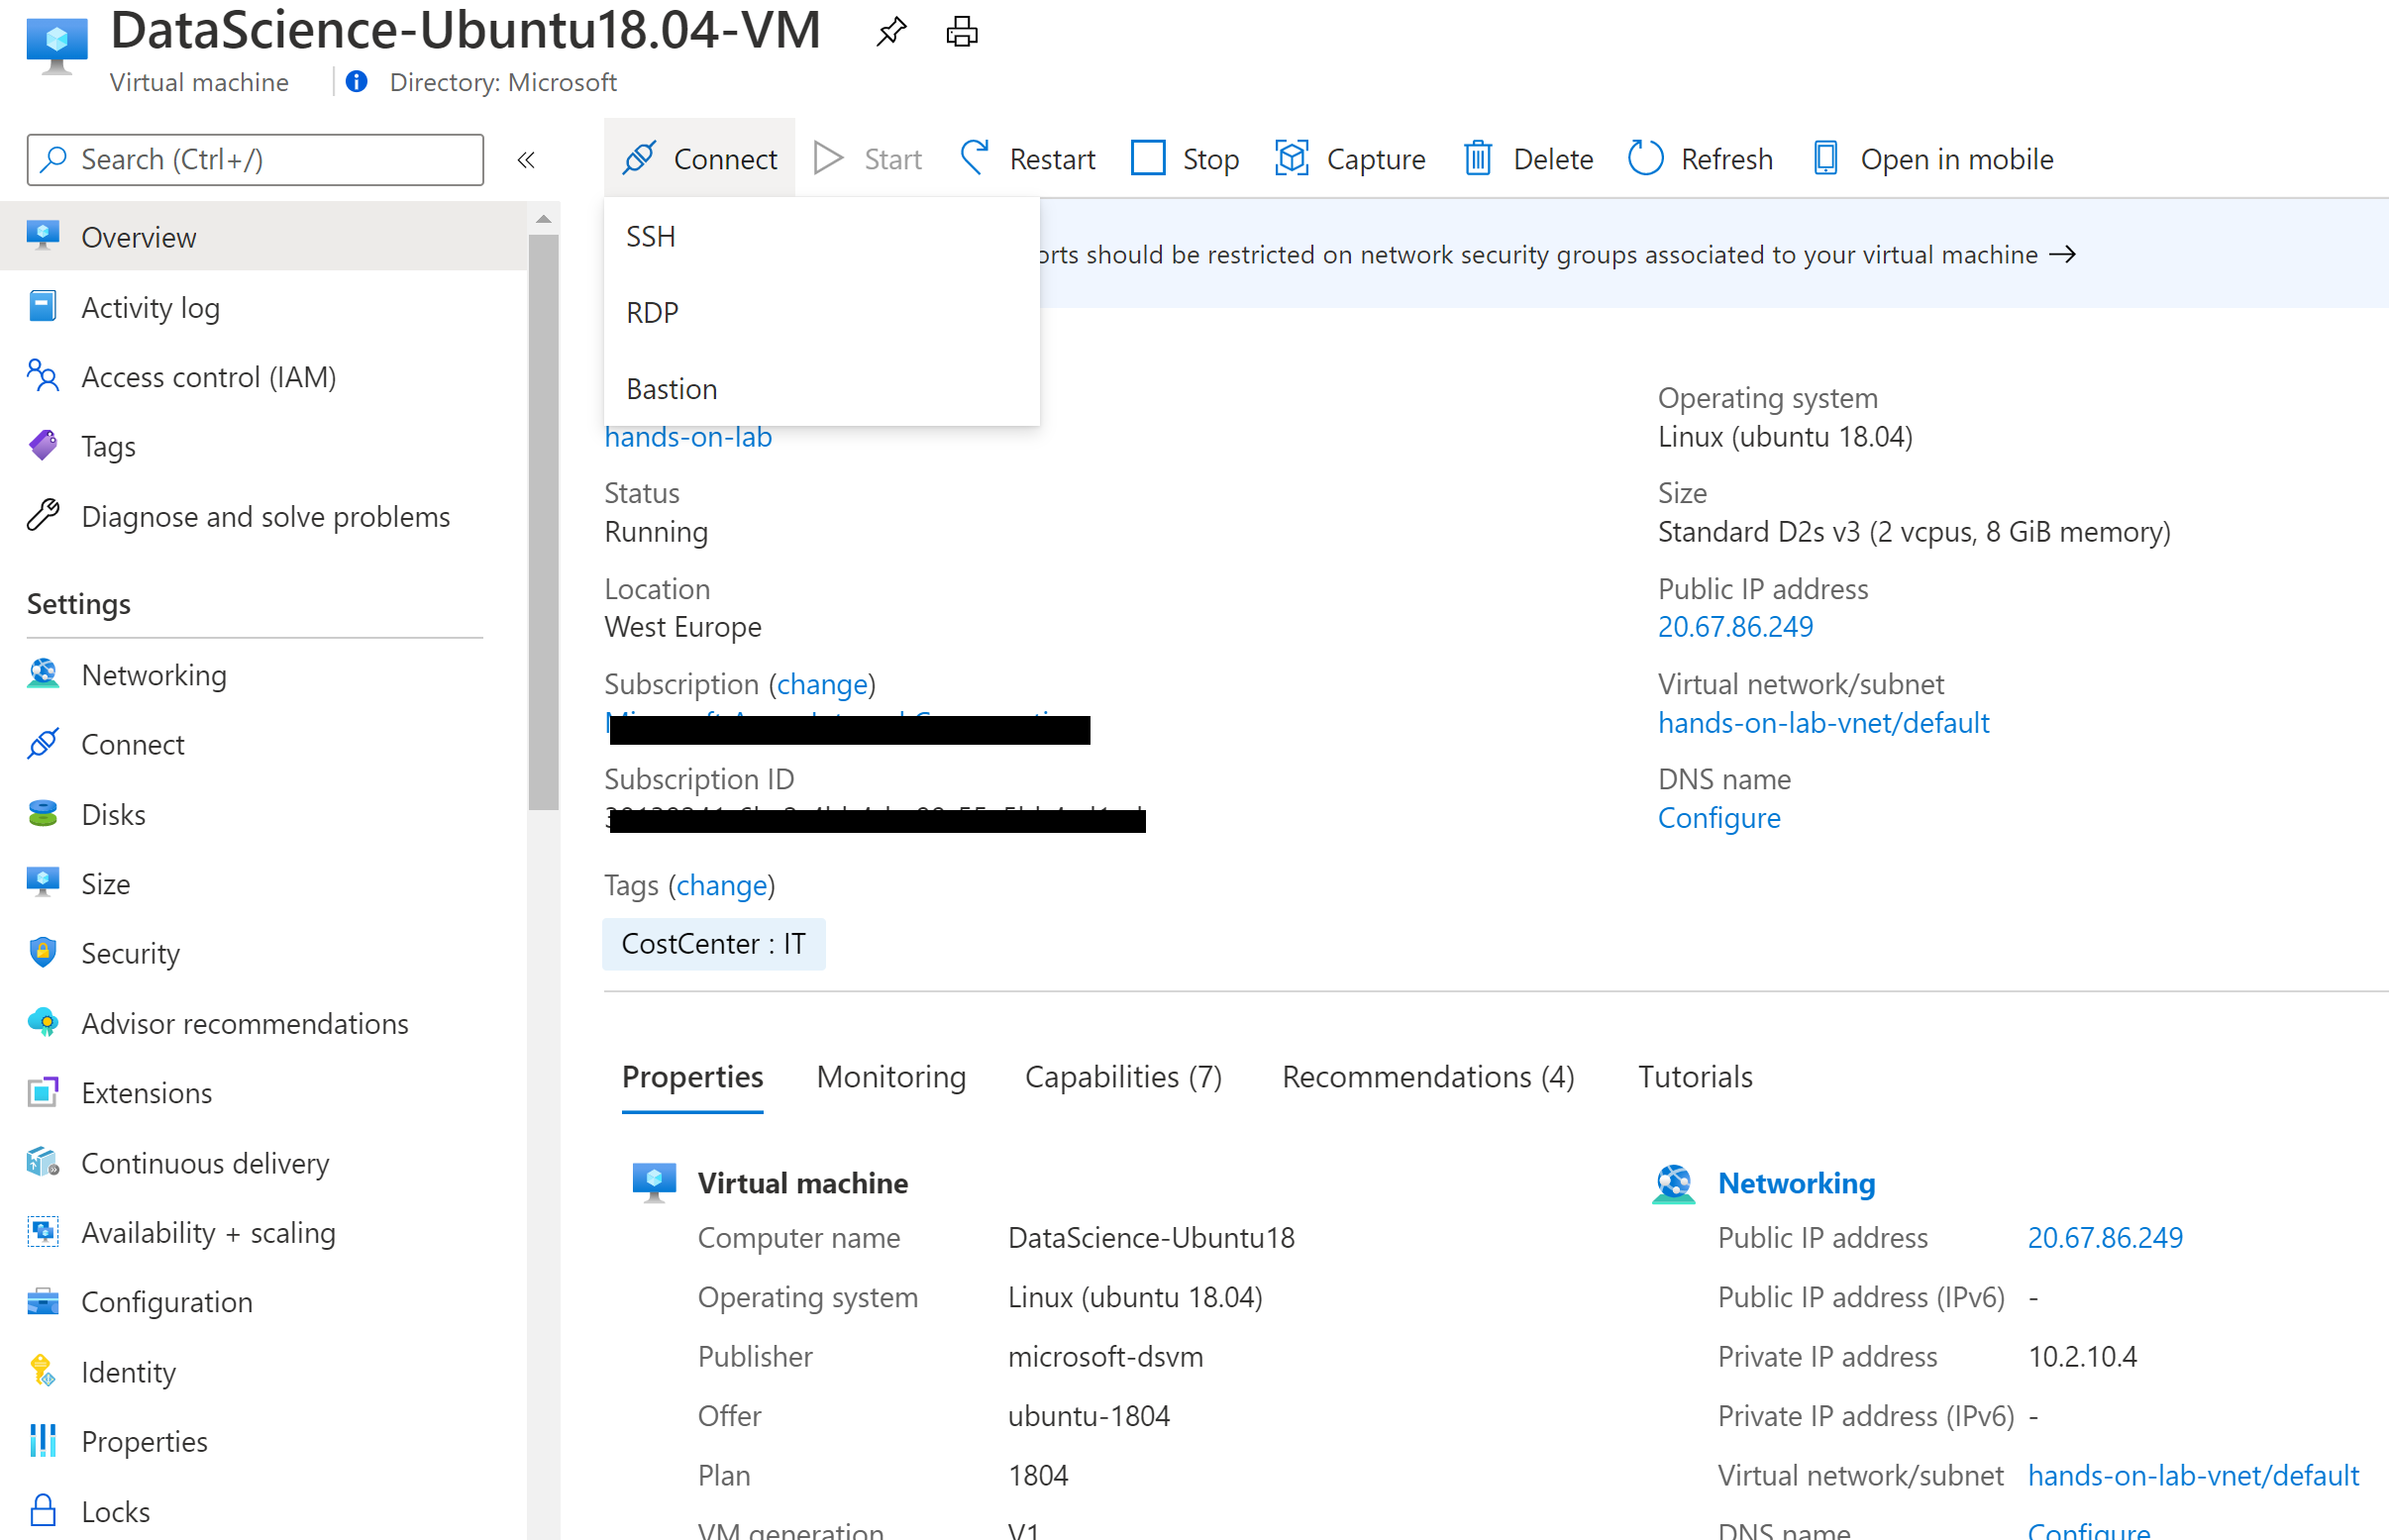 DataScience-Ubuntu18.04-VM
Virtual machine
Directory: Microsoft
Search (Ctrl+/)
«
Connect
Start
Restart
Stop
Capture
Delete
Refresh
Open in mobile
Overview
Activity log
Access control (IAM)
Tags
Diagnose and solve problems
Settings
Networking
Connect
Disks
Size
Security
Advisor recommendations
Extensions
Continuous delivery
Availability + scaling
Configuration
Identity
Properties
Locks
SSH
RDP
Bastion
should be restricted on network security groups associated to your virtual machine →
hands-on-lab
Status
Running
Location
West Europe
Subscription (change)
Subscription ID
Operating system
Linux (ubuntu 18.04)
Size
Standard D2s v3 (2 vcpus, 8 GiB memory)
Public IP address
20.67.86.249
Virtual network/subnet
hands-on-lab-vnet/default
DNS name
Configure
Tags (change)
CostCenter : IT
Properties
Monitoring
Capabilities (7)
Recommendations (4)
Tutorials
Virtual machine
Computer name DataScience-Ubuntu18
Operating system Linux (ubuntu 18.04)
Publisher microsoft-dsvm
Offer ubuntu-1804
Plan 1804
VM generation V1
Networking
Public IP address 20.67.86.249
Public IP address (IPv6) -
Private IP address 10.2.10.4
Private IP address (IPv6) -
Virtual network/subnet hands-on-lab-vnet/default
DNS name Configure